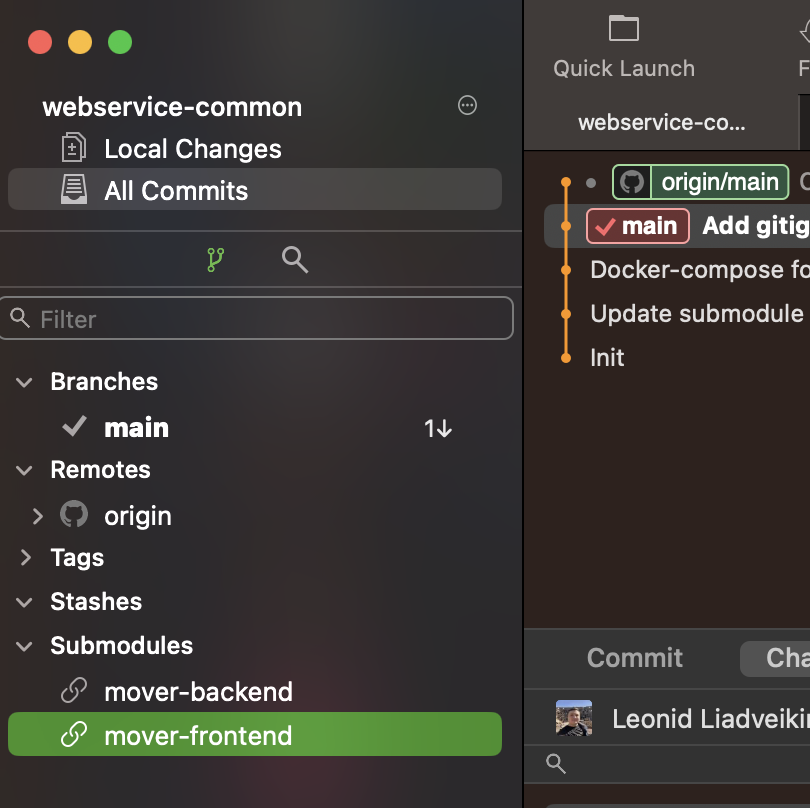 webservice-common
Local Changes
All Commits
Filter
Branches
main 1↓
Remotes
origin
Tags
Stashes
Submodules
mover-backend
mover-frontend
Quick Launch
webservice-co...
origin/main
main Add gitig
Docker-compose fo
Update submodule
Init
Commit Cha
Leonid Liadveikin